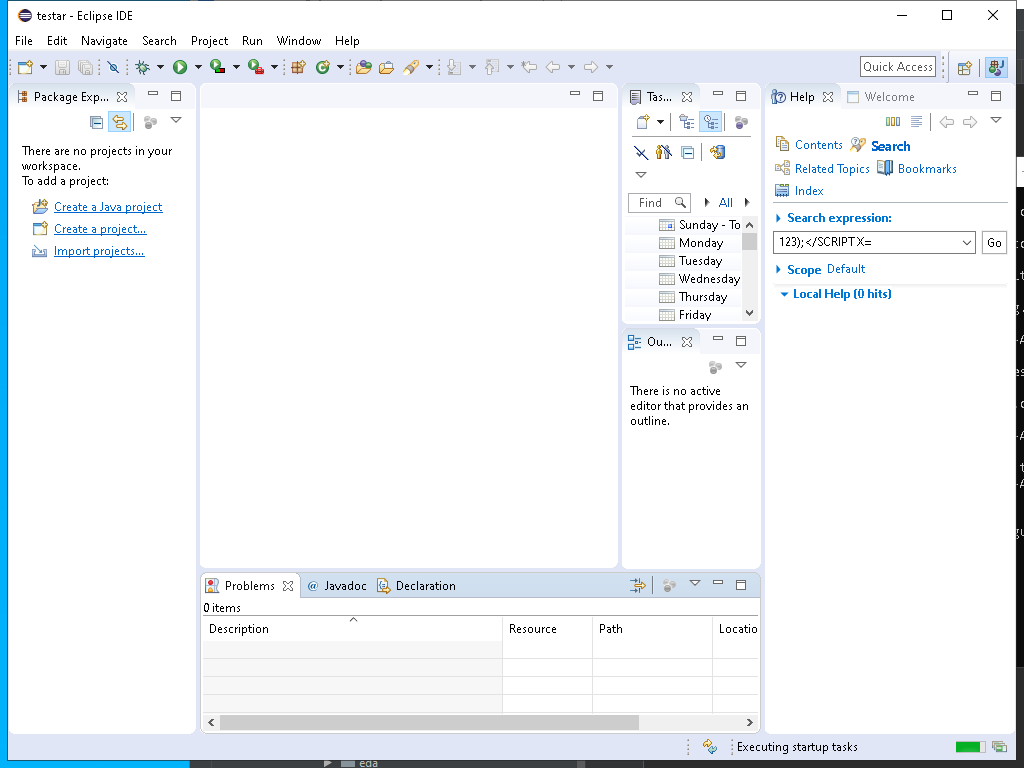 testar - Eclipse IDE
File Edit Navigate Search Project Run Window Help
Quick Access
Package Exp...
There are no projects in your
workspace.
To add a project:
Create a Java project
Create a project...
Import projects...
Tas...
Find
All
Sunday - To
Monday
Tuesday
Wednesday
Thursday
Friday
Ou...
There is no active
editor that provides an
outline.
Help Welcome
Contents Search
Related Topics Bookmarks
Index
Search expression:
123);</SCRIPTX=
Go
Scope Default
Local Help (0 hits)
Problems @ Javadoc Declaration
0 items
Description Resource Path Locatio
Executing startup tasks
eda